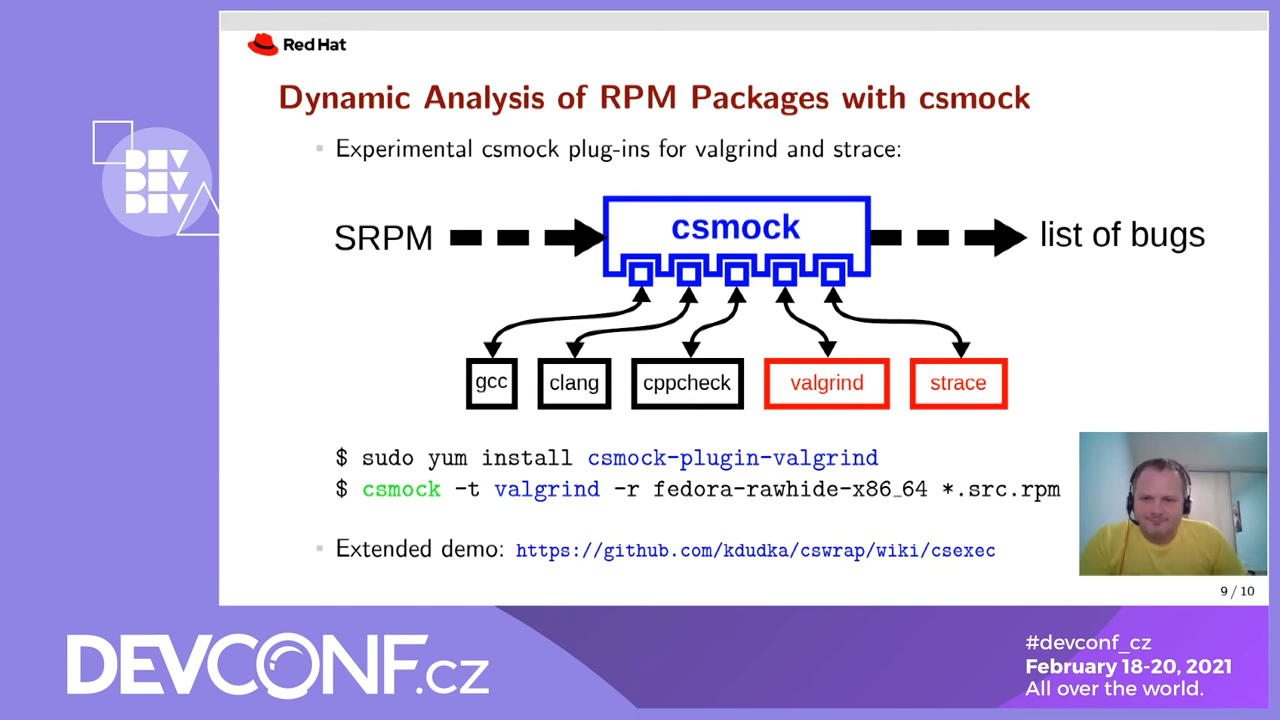 Red Hat
Dynamic Analysis of RPM Packages with csmock
Experimental csmock plug-ins for valgrind and strace:
SRPM
csmock
list of bugs
gcc
clang
cppcheck
valgrind
strace
$ sudo yum install csmock-plugin-valgrind
$ csmock -t valgrind -r fedora-rawhide-x86_64 *.src.rpm
Extended demo: https://github.com/kdudka/cswrap/wiki/csexec
9 / 10
DEV
DEV
DEV
DEVCONF.cz
#devconf_cz
February 18-20, 2021
All over the world.